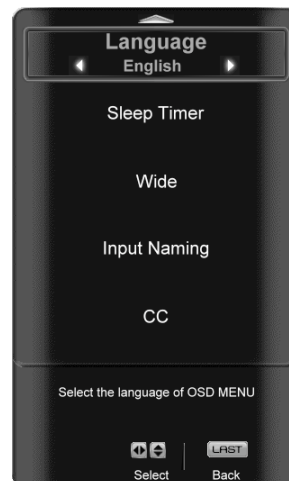 Language
English
Sleep Timer
Wide
Input Naming
CC
Select the language of OSD MENU
LAST
Select Back